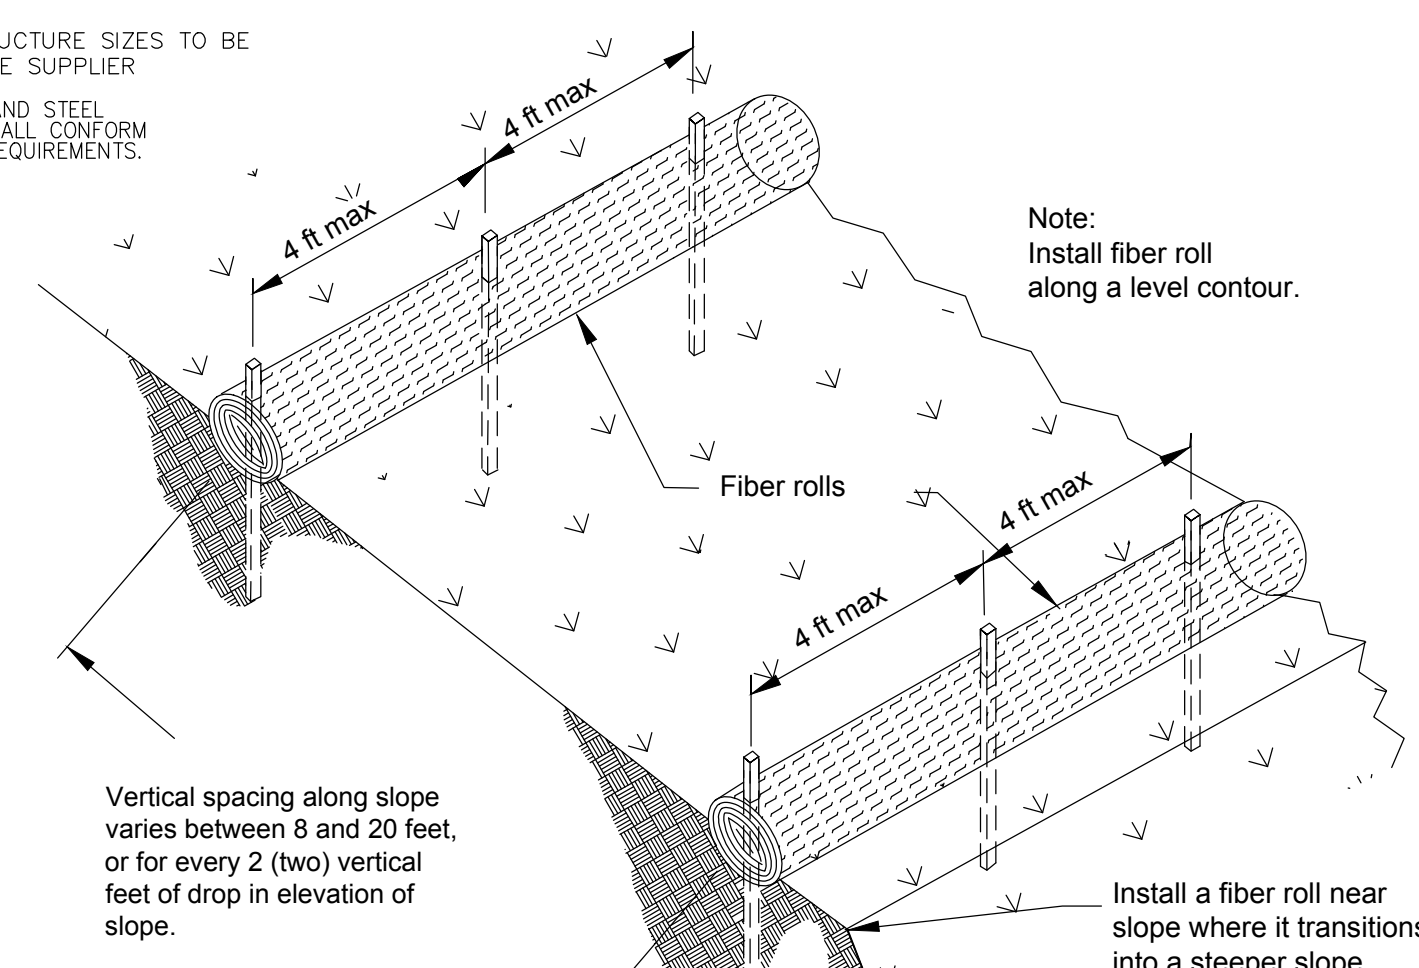 UCTURE SIZES TO BE
E SUPPLIER
AND STEEL
ALL CONFORM
EQUIREMENTS.
4 ft max
4 ft max
Note:
Install fiber roll
along a level contour.
Fiber rolls
4 ft max
4 ft max
Vertical spacing along slope
varies between 8 and 20 feet,
or for every 2 (two) vertical
feet of drop in elevation of
slope.
Install a fiber roll near
slope where it transitions
into a steeper slope